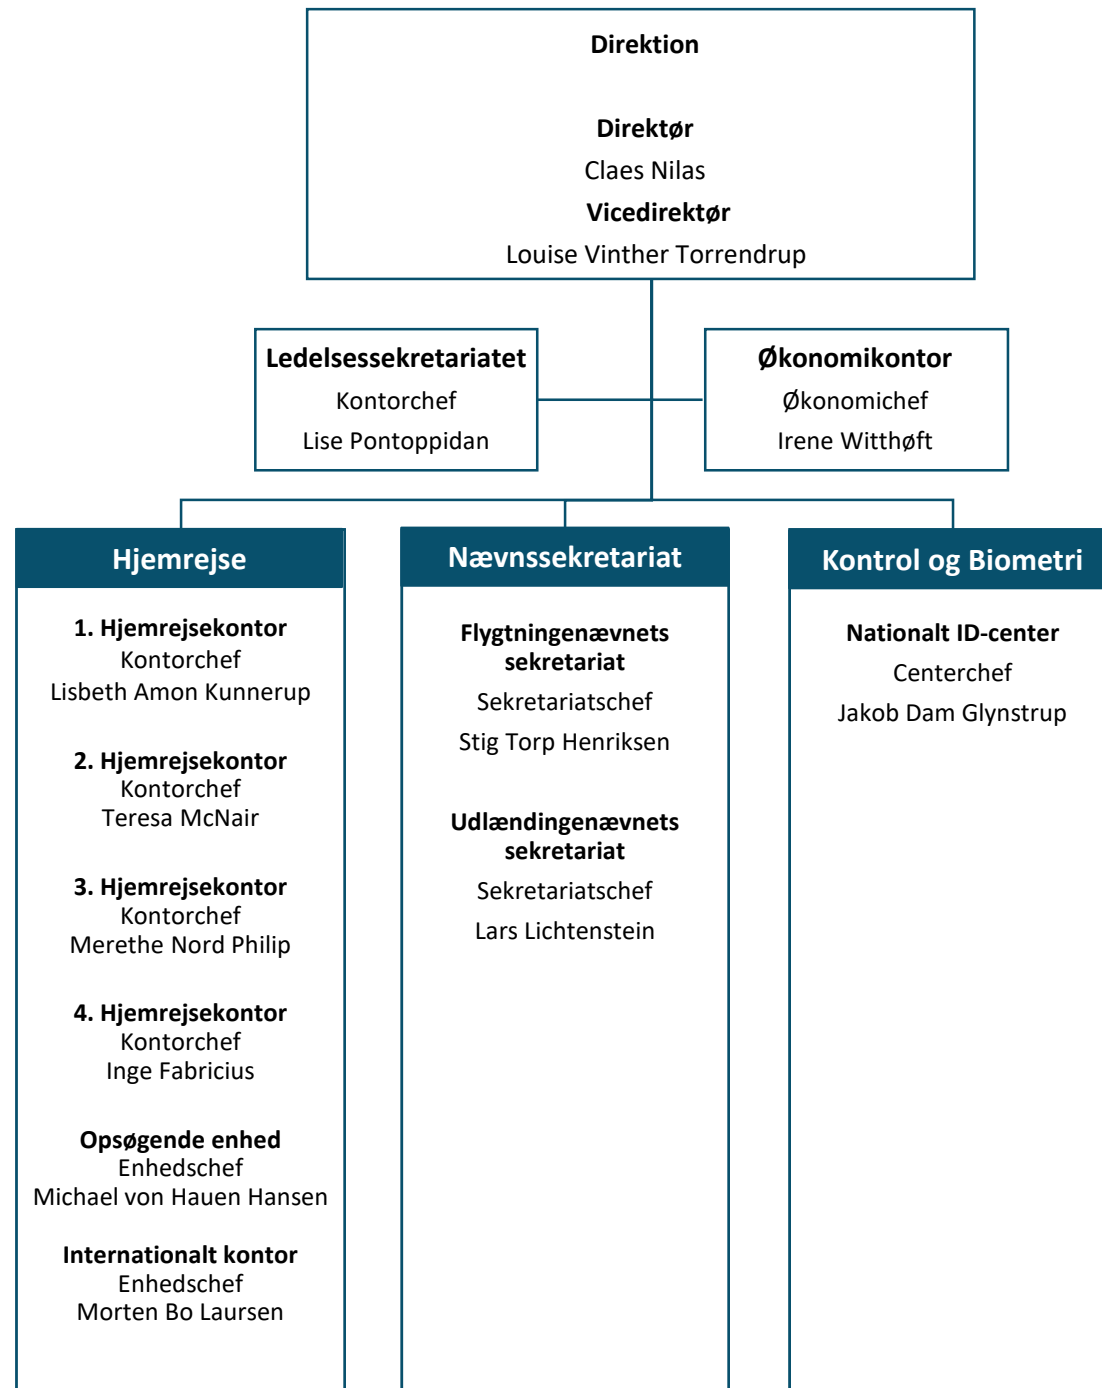 Direktion
Direktør
Claes Nilas
Vicedirektør
Louise Vinther Torrendrup
Ledelsessekretariatet
Kontorchef
Lise Pontoppidan
Økonomikontor
Økonomichef
Irene Witthøft
Hjemrejse
1. Hjemrejsekontor
Kontorchef
Lisbeth Amon Kunnerup
2. Hjemrejsekontor
Kontorchef
Teresa McNair
3. Hjemrejsekontor
Kontorchef
Merethe Nord Philip
4. Hjemrejsekontor
Kontorchef
Inge Fabricius
Opsøgende enhed
Enhedschef
Michael von Hauen Hansen
Internationalt kontor
Enhedschef
Morten Bo Laursen
Nævnssekretariat
Flygtningenævnets
sekretariat
Sekretariatschef
Stig Torp Henriksen
Udlændingenævnets
sekretariat
Sekretariatschef
Lars Lichtenstein
Kontrol og Biometri
Nationalt ID-center
Centerchef
Jakob Dam Glynstrup